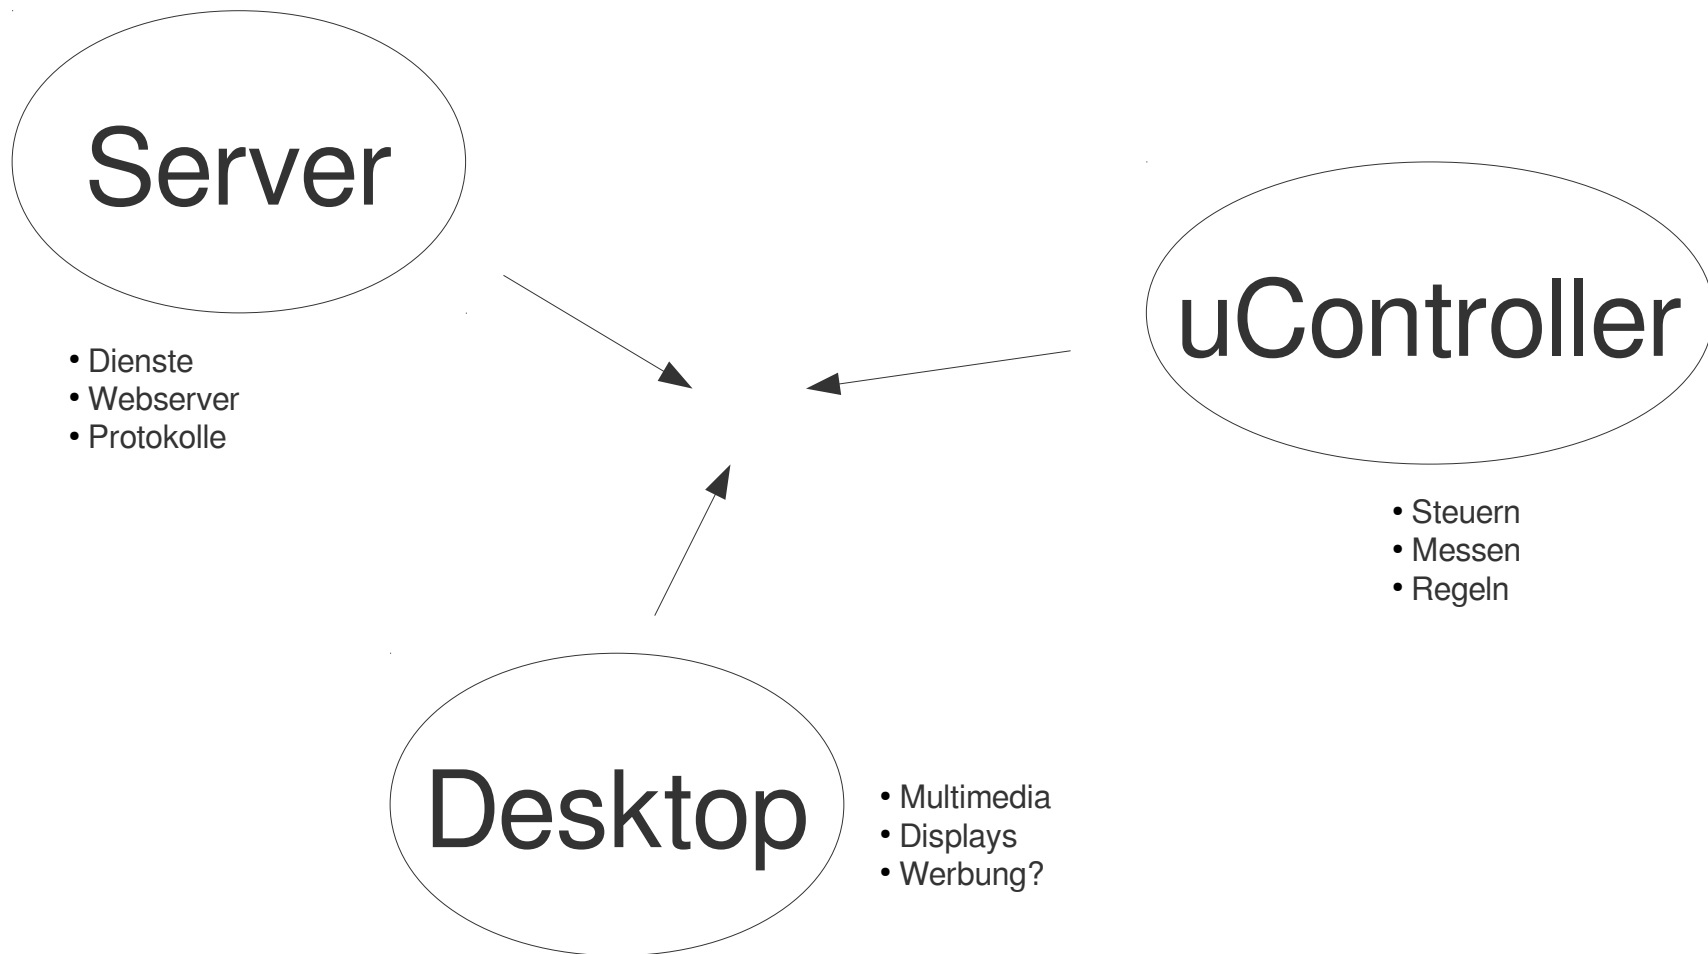 Server
• Dienste
• Webserver
• Protokolle
uController
• Steuern
• Messen
• Regeln
Desktop
• Multimedia
• Displays
• Werbung?